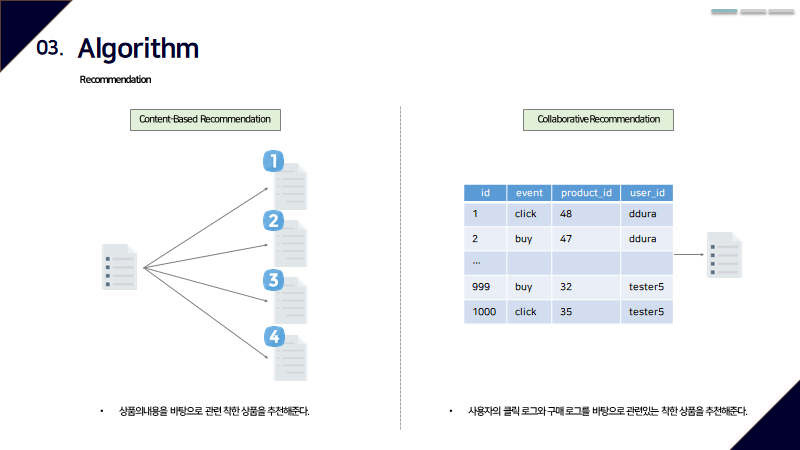 03. Algorithm
Recommendation
Content-Based Recommendation
1
2
3
4
• 상품의내용을 바탕으로 관련 착한 상품을 추천해준다.
Collaborative Recommendation
id event product_id user_id
1 click 48 ddura
2 buy 47 ddura
...
999 buy 32 tester5
1000 click 35 tester5
• 사용자의 클릭 로그와 구매 로그를 바탕으로 관련있는 착한 상품을 추천해준다.